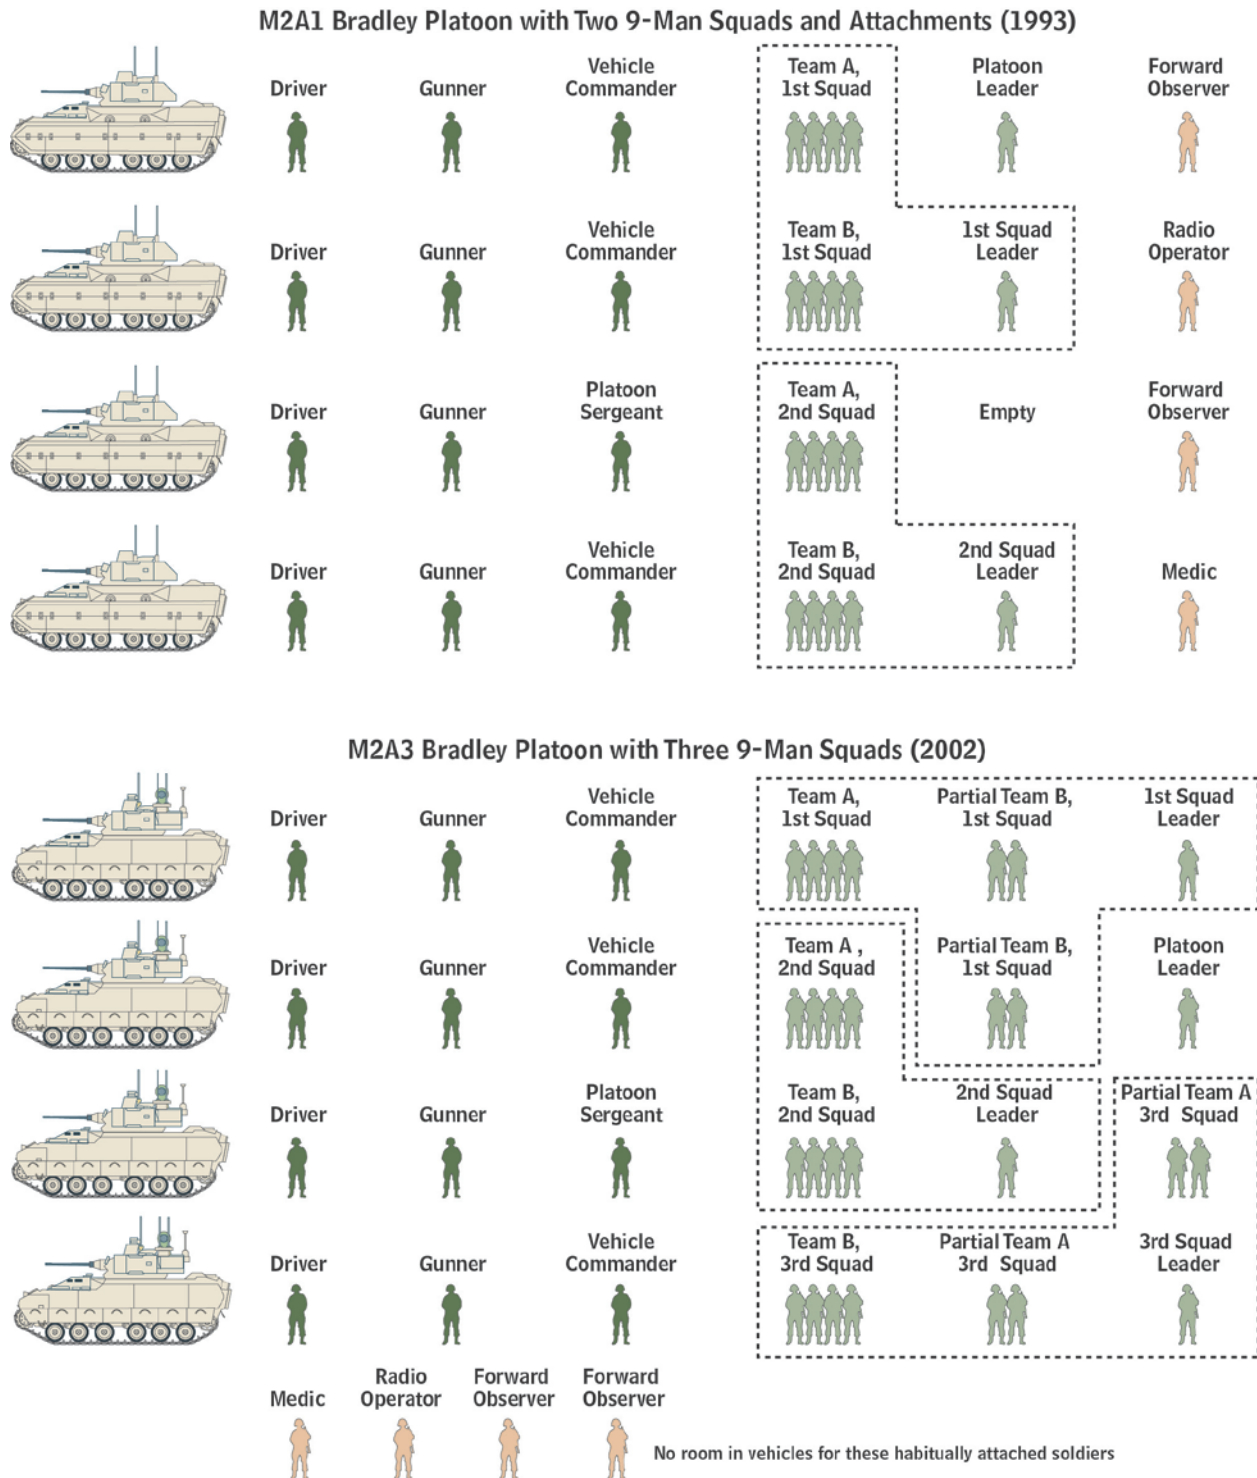 M2A1 Bradley Platoon with Two 9-Man Squads and Attachments (1993)
Driver
Gunner
Vehicle
Commander
Team A,
1st Squad
Platoon
Leader
Forward
Observer
Driver
Gunner
Vehicle
Commander
Team B,
1st Squad
1st Squad
Leader
Radio
Operator
Driver
Gunner
Platoon
Sergeant
Team A,
2nd Squad
Empty
Forward
Observer
Driver
Gunner
Vehicle
Commander
Team B,
2nd Squad
2nd Squad
Leader
Medic
M2A3 Bradley Platoon with Three 9-Man Squads (2002)
Driver
Gunner
Vehicle
Commander
Team A,
1st Squad
Partial Team B,
1st Squad
1st Squad
Leader
Driver
Gunner
Vehicle
Commander
Team A ,
2nd Squad
Partial Team B,
1st Squad
Platoon
Leader
Driver
Gunner
Platoon
Sergeant
Team B,
2nd Squad
2nd Squad
Leader
Partial Team A
3rd Squad
Driver
Gunner
Vehicle
Commander
Team B,
3rd Squad
Partial Team A
3rd Squad
3rd Squad
Leader
Medic
Radio
Operator
Forward
Observer
Forward
Observer
No room in vehicles for these habitually attached soldiers